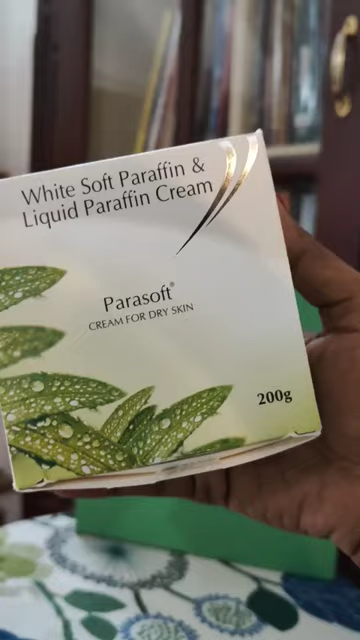 White Soft Paraffin &
Liquid Paraffin Cream
Parasoft®
CREAM FOR DRY SKIN
200g